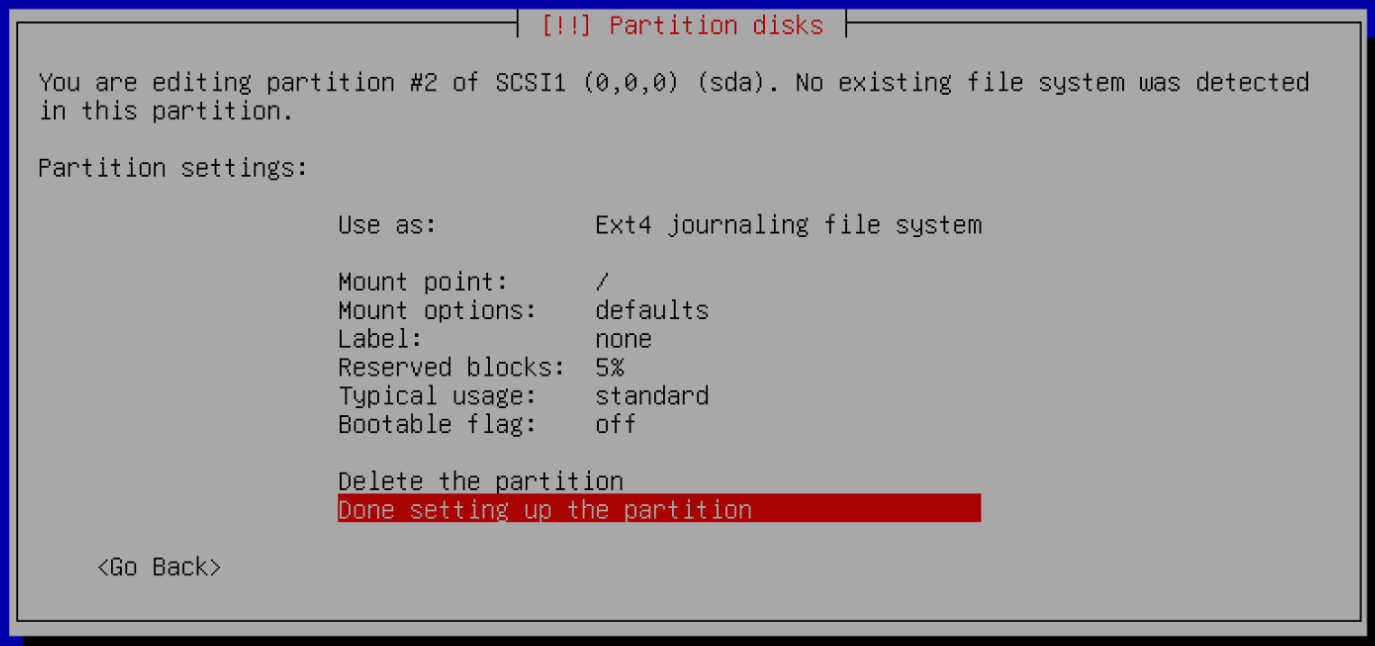 [!!] Partition disks
You are editing partition #2 of SCSI1 (0,0,0) (sda). No existing file system was detected
in this partition.
Partition settings:
Use as: Ext4 journaling file system
Mount point: /
Mount options: defaults
Label: none
Reserved blocks: 5%
Typical usage: standard
Bootable flag: off
Delete the partition
Done setting up the partition
<Go Back>